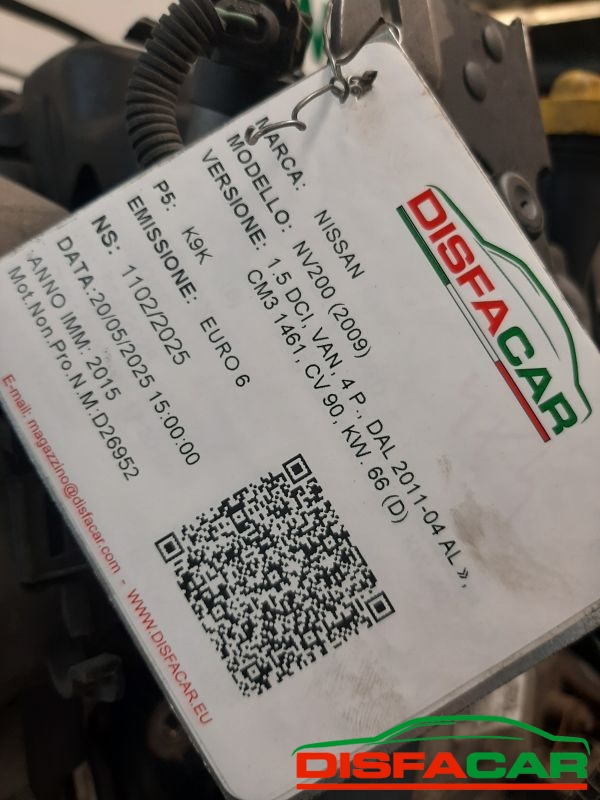 DISFACAR
MARCA: NISSAN
MODELLO: NV200 (2009)
VERSIONE: 1.5 DCI, VAN, 4 P., DAL 2011-04 AL »,
CM3 1461, CV 90, KW. 66 (D)
P5: K9K
EMISSIONE: EURO 6
NS: 1102/2025
DATA:20/05/2025 15:00:00
ANNO IMM: 2015
Mot.Non.Pro.N.M:D26952
E-mail: magazzino@disfacar.com - WWW.DISFACAR.EU
DISFACAR